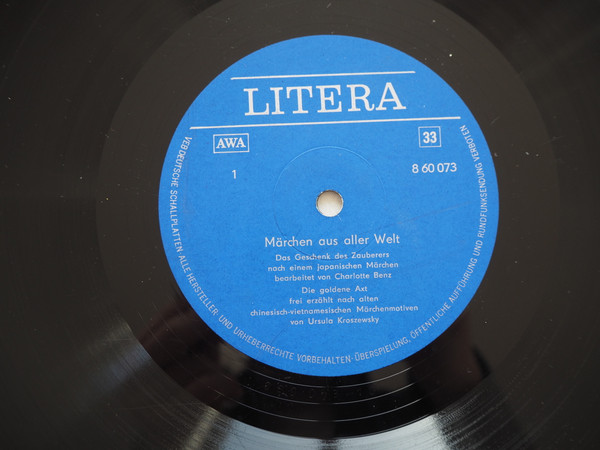 LITERA
AWA
33
1
8 60 073
Märchen aus aller Welt
Das Geschenk des Zauberers
nach einem japanischen Märchen
bearbeitet von Charlotte Benz
Die goldene Axt
frei erzählt nach alten
chinesisch-vietnamesischen Märchenmotiven
von Ursula Kroszewsky
VEB DEUTSCHE SCHALLPLATTEN ALLE HERSTELLER- UND URHEBERRECHTE VORBEHALTEN · ÜBERSPIELUNG, ÖFFENTLICHE AUFFÜHRUNG UND RUNDFUNKSENDUNG VERBOTEN